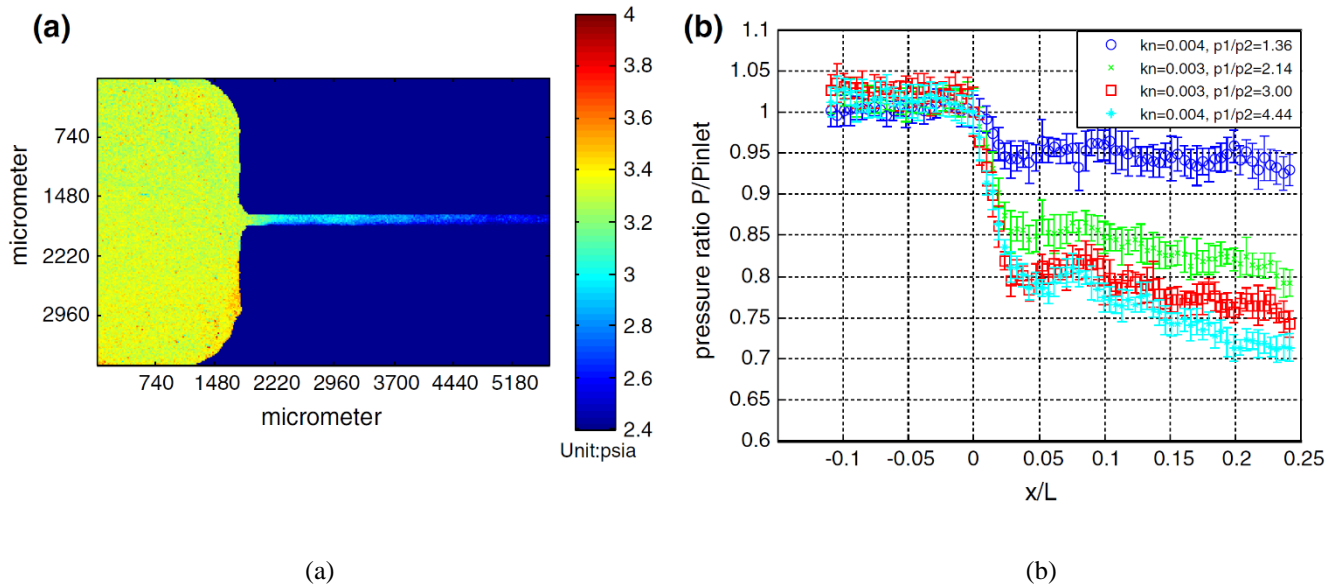 (a)
4
3.8
3.6
3.4
3.2
3
2.8
2.6
2.4
Unit:psia
micrometer
740
1480
2220
2960
740 1480 2220 2960 3700 4440 5180
micrometer
(b)
pressure ratio P/Pinlet
1.1
1.05
1
0.95
0.9
0.85
0.8
0.75
0.7
0.65
0.6
kn=0.004, p1/p2=1.36
kn=0.003, p1/p2=2.14
kn=0.003, p1/p2=3.00
kn=0.004, p1/p2=4.44
-0.1 -0.05 0 0.05 0.1 0.15 0.2 0.25
x/L
(a) (b)